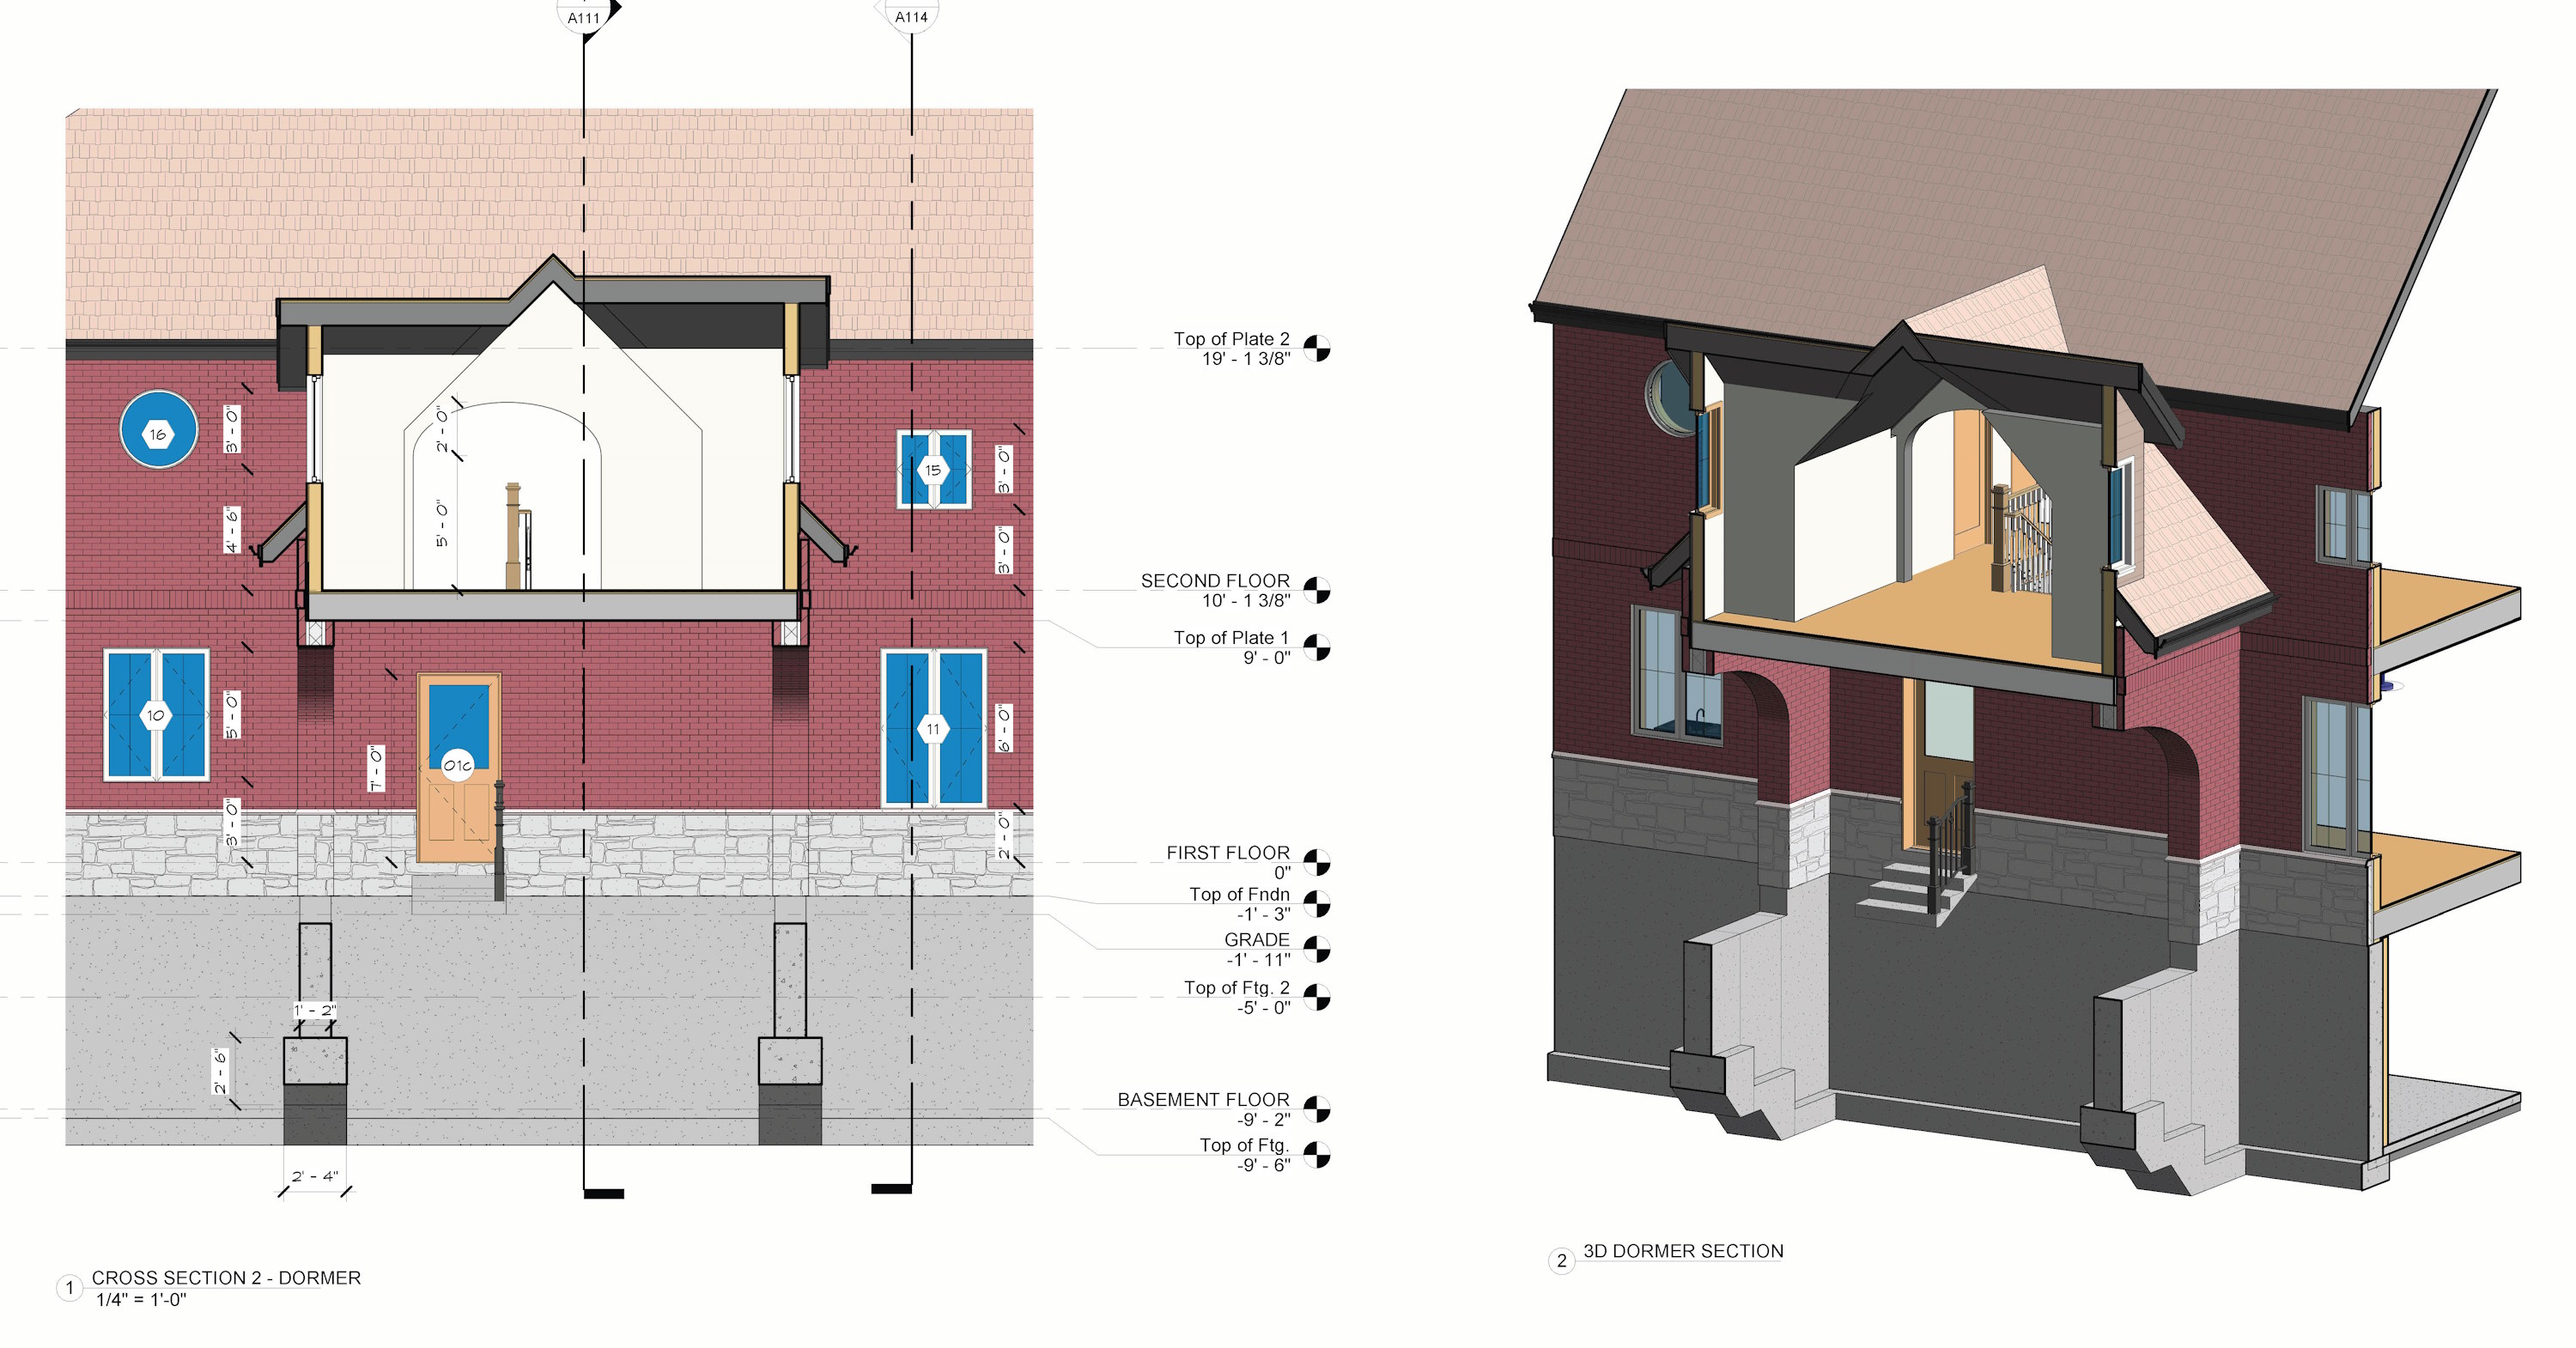 A111
A114
16
3' - 0"
2' - 0"
15
3' - 0"
4' - 6"
5' - 0"
3' - 0"
10
5' - 0"
7' - 0"
01c
11
6' - 0"
3' - 0"
2' - 0"
1' - 2"
2' - 6"
2' - 4"
Top of Plate 2
19' - 1 3/8"
SECOND FLOOR
10' - 1 3/8"
Top of Plate 1
9' - 0"
FIRST FLOOR
0"
Top of Fndn
-1' - 3"
GRADE
-1' - 11"
Top of Ftg. 2
-5' - 0"
BASEMENT FLOOR
-9' - 2"
Top of Ftg.
-9' - 6"
1
CROSS SECTION 2 - DORMER
1/4" = 1'-0"
2
3D DORMER SECTION